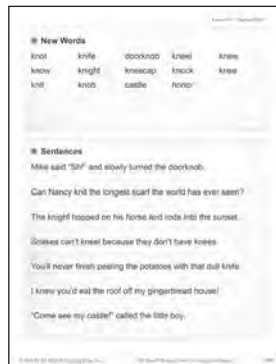 New Words
knot knife doorknob kneel knew
know knight kneecap knock knee
knit knob castle honor
Sentences
Mike said "Sh!" and slowly turned the doorknob.
Can Nancy knit the longest scarf the world has ever seen?
The knight hopped on his horse and rode into the sunset.
Snakes can't kneel because they don't have knees.
You'll never finish peeling the potatoes with that dull knife.
I knew you'd eat the roof off my gingerbread house!
"Come see my castle!" called the little boy.